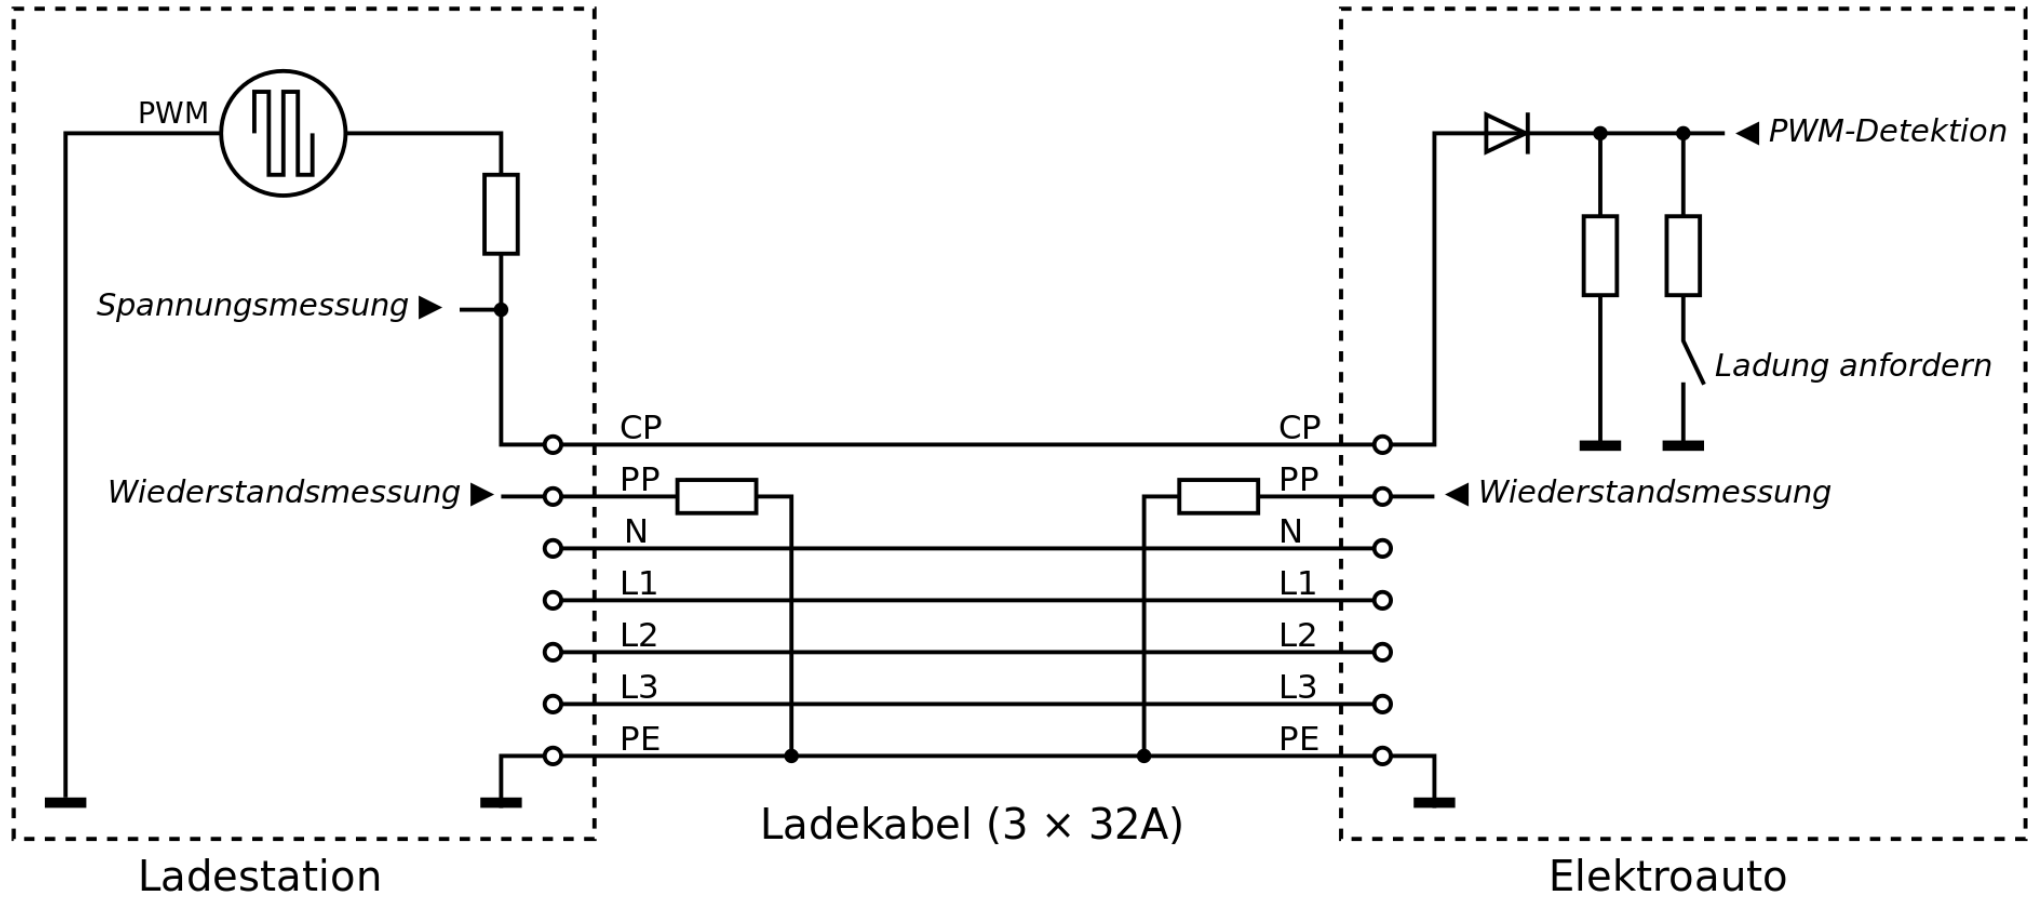 PWM
PWM-Detektion
Spannungsmessung
Ladung anfordern
CP
CP
Wiederstandsmessung
PP
PP
Wiederstandsmessung
N
N
L1
L1
L2
L2
L3
L3
PE
PE
Ladekabel (3 × 32A)
Ladestation
Elektroauto